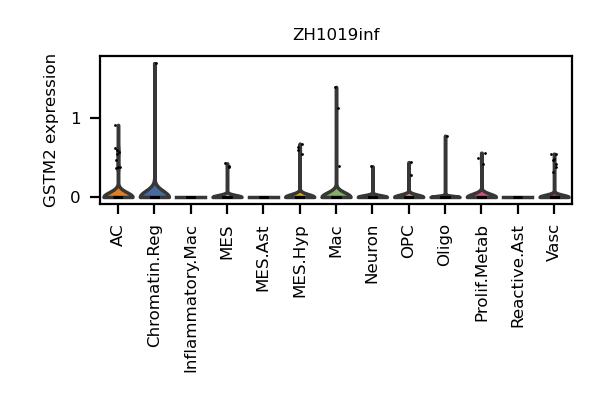 ZH1019inf
GSTM2 expression
1
0
AC
Chromatin.Reg
Inflammatory.Mac
MES
MES.Ast
MES.Hyp
Mac
Neuron
OPC
Oligo
Prolif.Metab
Reactive.Ast
Vasc